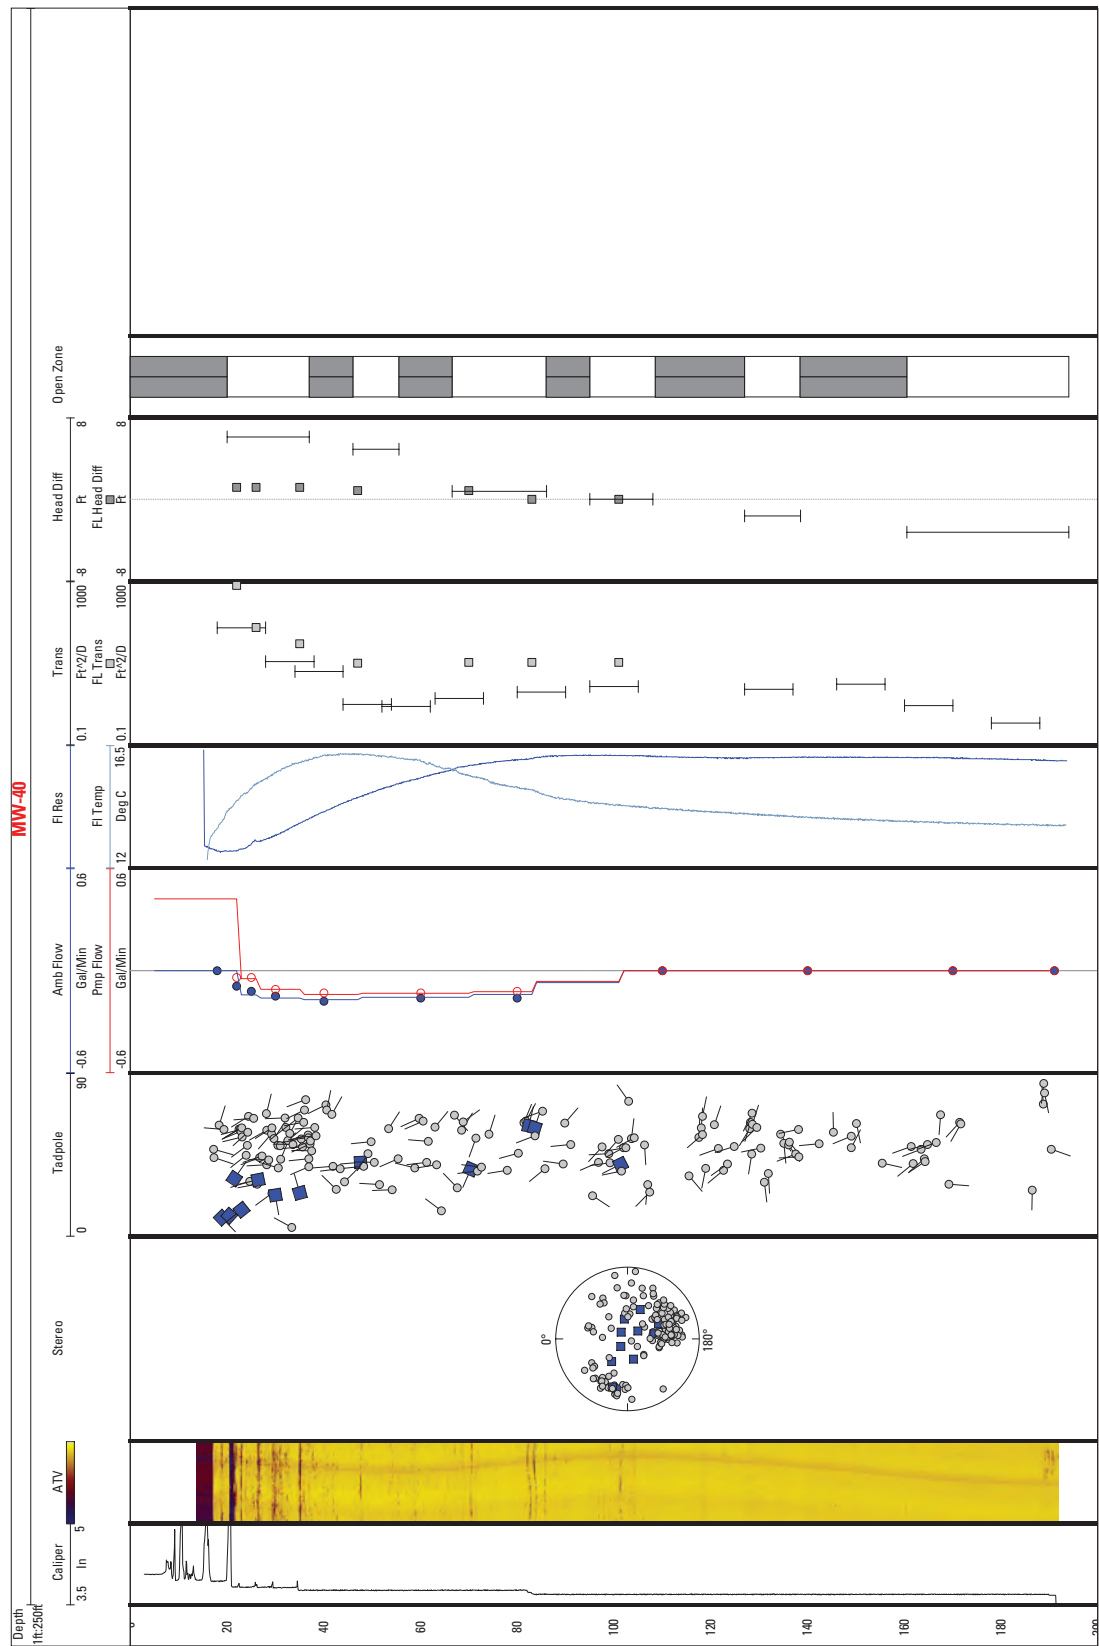 MW-40
Depth
1ft:250ft
Caliper
3.5 In 5
ATV
Stereo
0°
180°
Tadpole
0 90
Amb Flow
-0.6 Gal/Min 0.6
Pmp Flow
-0.6 Gal/Min 0.6
Fl Res
Fl Temp
12 Deg C 16.5
Trans
0.1 Ft^2/D 1000
FL Trans
0.1 Ft^2/D 1000
Head Diff
-8 Ft 8
FL Head Diff
-8 Ft 8
Open Zone
0
20
40
60
80
100
120
140
160
180
200